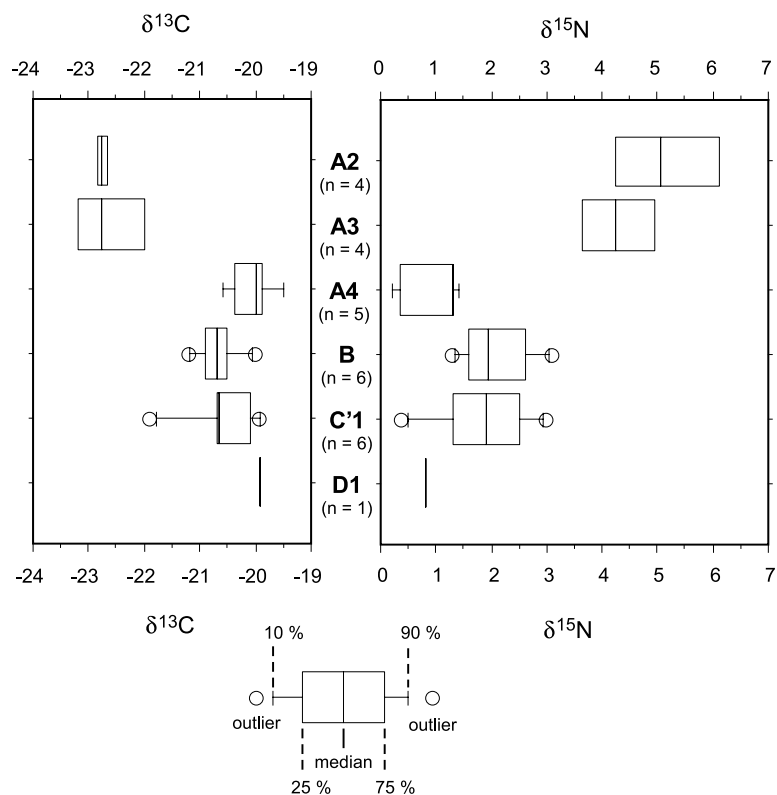 δ13C δ15N
-24 -23 -22 -21 -20 -19 0 1 2 3 4 5 6 7
A2
(n = 4)
A3
(n = 4)
A4
(n = 5)
B
(n = 6)
C'1
(n = 6)
D1
(n = 1)
-24 -23 -22 -21 -20 -19 0 1 2 3 4 5 6 7
δ13C δ15N
10 % 90 %
outlier outlier
median
25 % 75 %